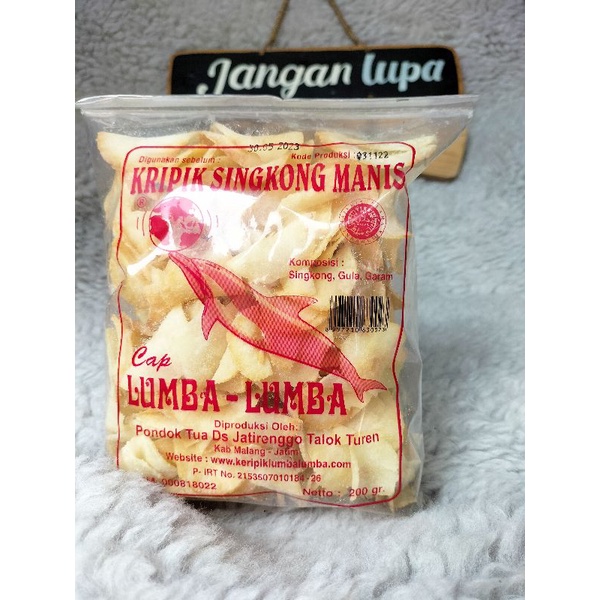 Jangan lupa
30.05 2023
Digunakan sebelum :
Kode Produksi : 031122
KRIPIK SINGKONG MANIS
®
Komposisi :
Singkong, Gula, Garam
Cap
LUMBA - LUMBA
Diproduksi Oleh:
Pondok Tua Ds Jatirenggo Talok Turen
Kab Malang - Jatim
Website : www.keripiklumbalumba.com
P- IRT No. 2153507010184 - 26
Netto : 200 gr.